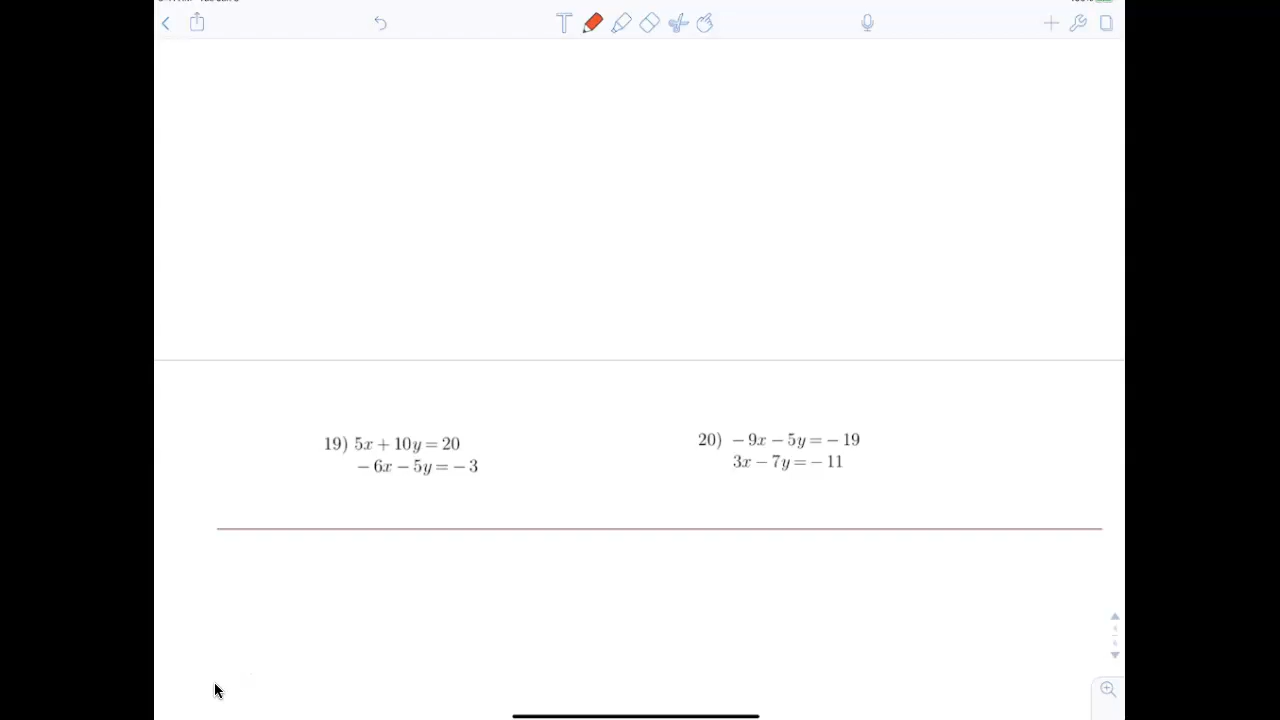 19) 5x + 10y = 20
− 6x − 5y = − 3
20) − 9x − 5y = − 19
3x − 7y = − 11